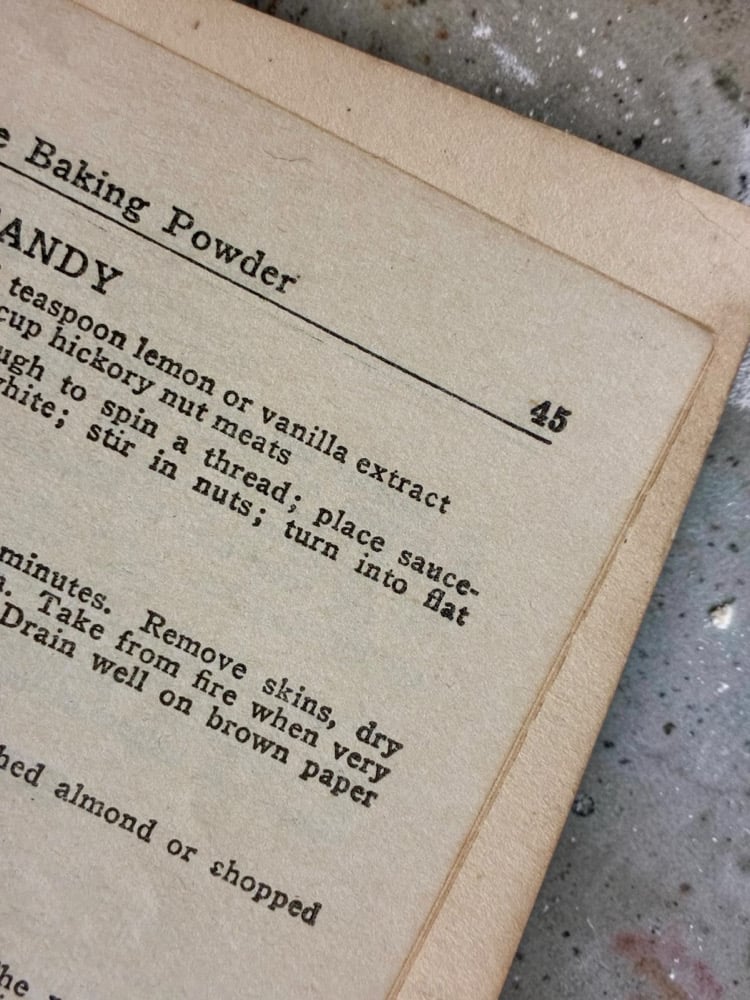 Baking Powder 45
ANDY
teaspoon lemon or vanilla extract
cup hickory nut meats
ugh to spin a thread; place sauce-
white; stir in nuts; turn into flat
minutes. Remove skins, dry
Take from fire when very
Drain well on brown paper
hed almond or chopped
he